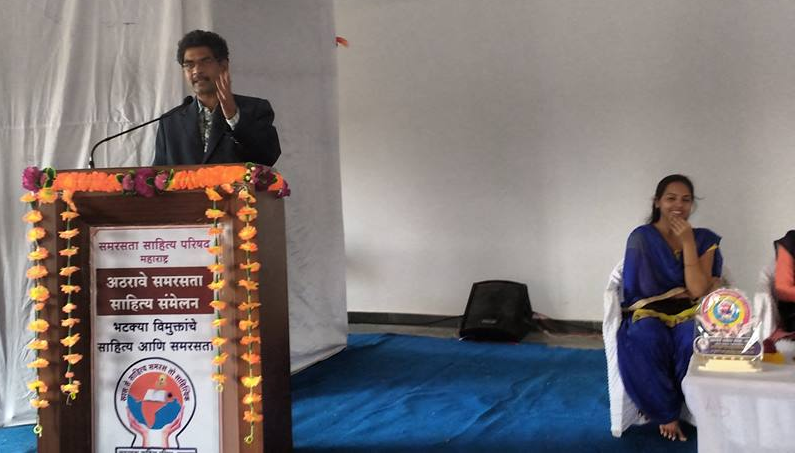 समरसता साहित्य परिषद
महाराष्ट्र
अठरावे समरसता
साहित्य संमेलन
भटक्या विमुक्तांचे
साहित्य आणि समरसता